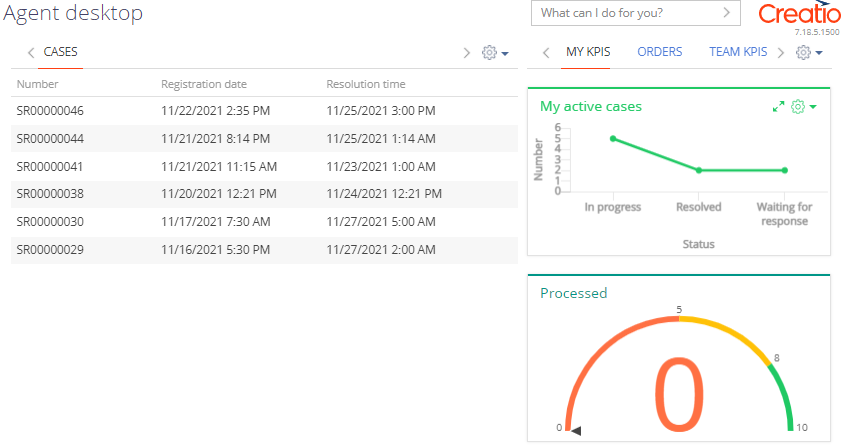 Agent desktop
What can I do for you?
Creatio
7.18.5.1500
CASES
Number Registration date Resolution time
SR00000046 11/22/2021 2:35 PM 11/25/2021 3:00 PM
SR00000044 11/21/2021 8:14 PM 11/25/2021 1:14 AM
SR00000041 11/21/2021 11:15 AM 11/23/2021 1:00 AM
SR00000038 11/20/2021 12:21 PM 11/24/2021 12:21 PM
SR00000030 11/17/2021 7:30 AM 11/27/2021 5:00 AM
SR00000029 11/16/2021 5:30 PM 11/27/2021 2:00 AM
MY KPIS ORDERS TEAM KPIS
My active cases
Number
6
5
4
3
2
1
0
In progress Resolved Waiting for
response
Status
Processed
5
8
0
0 10